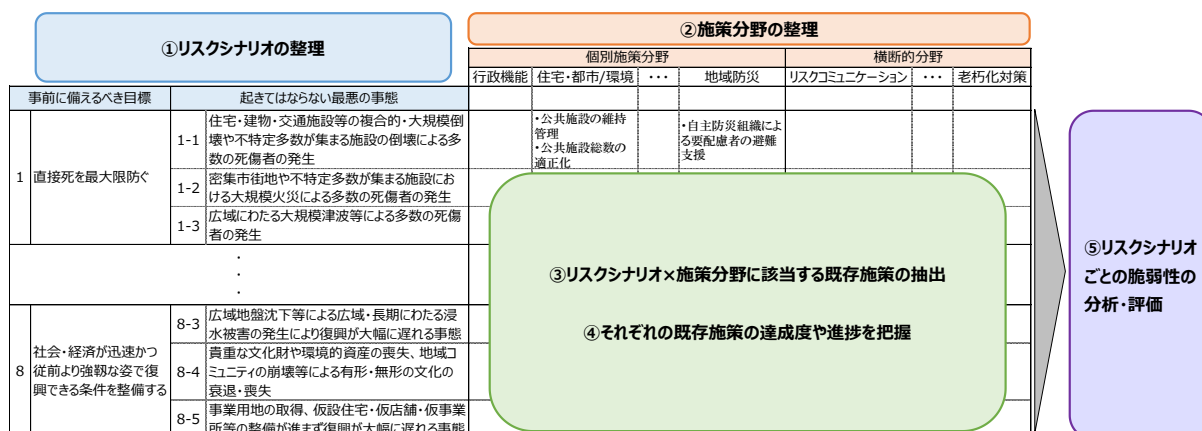 ①リスクシナリオの整理
②施策分野の整理
個別施策分野
横断的分野
行政機能
住宅・都市/環境
・・・
地域防災
リスクコミュニケーション
・・・
老朽化対策
事前に備えるべき目標
起きてはならない最悪の事態
1
直接死を最大限防ぐ
1-1
住宅・建物・交通施設等の複合的・大規模倒
壊や不特定多数が集まる施設の倒壊による多
数の死傷者の発生
・公共施設の維持
管理
・公共施設総数の
適正化
・自主防災組織によ
る要配慮者の避難
支援
1-2
密集市街地や不特定多数が集まる施設にお
ける大規模火災による多数の死傷者の発生
1-3
広域にわたる大規模津波等による多数の死傷
者の発生
・
・
・
③リスクシナリオ×施策分野に該当する既存施策の抽出
④それぞれの既存施策の達成度や進捗を把握
8
社会・経済が迅速かつ
従前より強靱な姿で復
興できる条件を整備する
8-3
広域地盤沈下等による広域・長期にわたる浸
水被害の発生により復興が大幅に遅れる事態
8-4
貴重な文化財や環境的資産の喪失、地域コ
ミュニティの崩壊等による有形・無形の文化の
衰退・喪失
8-5
事業用地の取得、仮設住宅・仮店舗・仮事業
所等の整備が進まず復興が大幅に遅れる事態
⑤リスクシナリオ
ごとの脆弱性の
分析・評価